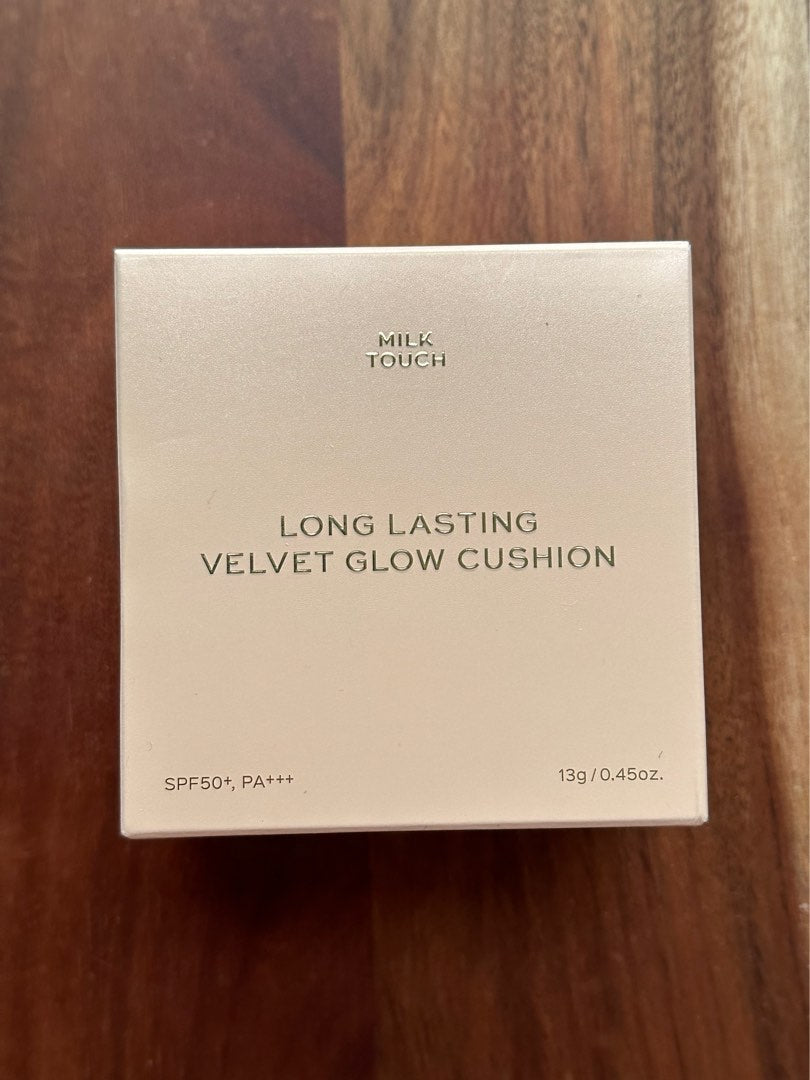 MILK
TOUCH
LONG LASTING
VELVET GLOW CUSHION
SPF50+, PA+++
13g / 0.45oz.